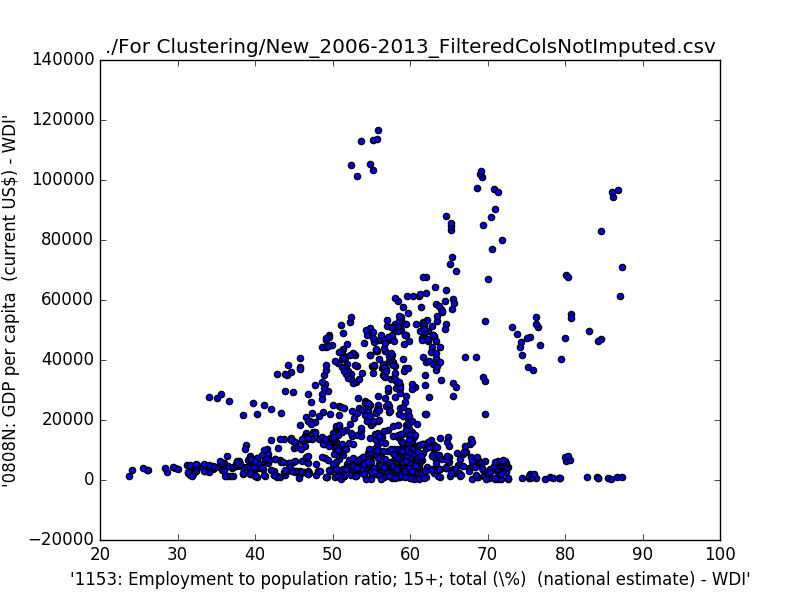 ./For Clustering/New_2006-2013_FilteredColsNotImputed.csv
140000
120000
100000
80000
60000
40000
20000
0
−20000
'0808N: GDP per capita  (current US$) - WDI'
20 30 40 50 60 70 80 90 100
'1153: Employment to population ratio; 15+; total (\%)  (national estimate) - WDI'